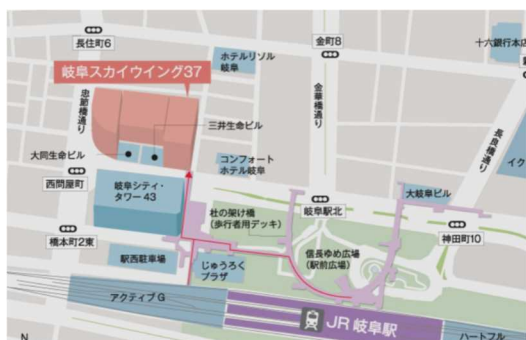 長住町6
ホテルリソル
岐阜
金町8
十六銀行本店
岐阜スカイウイング37
忠節橋通り
金華橋通り
長良橋通り
三井生命ビル
大同生命ビル
コンフォート
ホテル岐阜
イク
西問屋町
岐阜シティ・
タワー43
杜の架け橋
(歩行者用デッキ)
岐阜駅北
大岐阜ビル
橋本町2東
神田町10
駅西駐車場
じゅうろく
プラザ
信長ゆめ広場
(駅前広場)
アクティブG
JR 岐阜駅
N
ハートフル